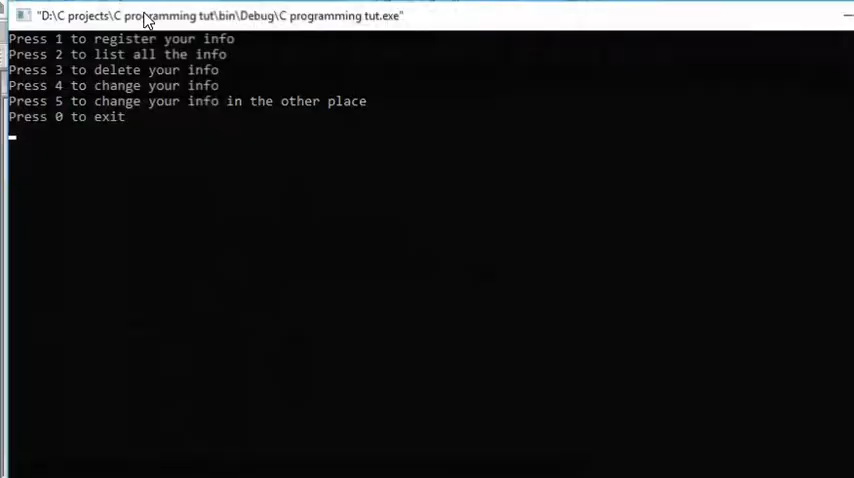 "D:\C projects\C programming tut\bin\Debug\C programming tut.exe"
Press 1 to register your info
Press 2 to list all the info
Press 3 to delete your info
Press 4 to change your info
Press 5 to change your info in the other place
Press 0 to exit